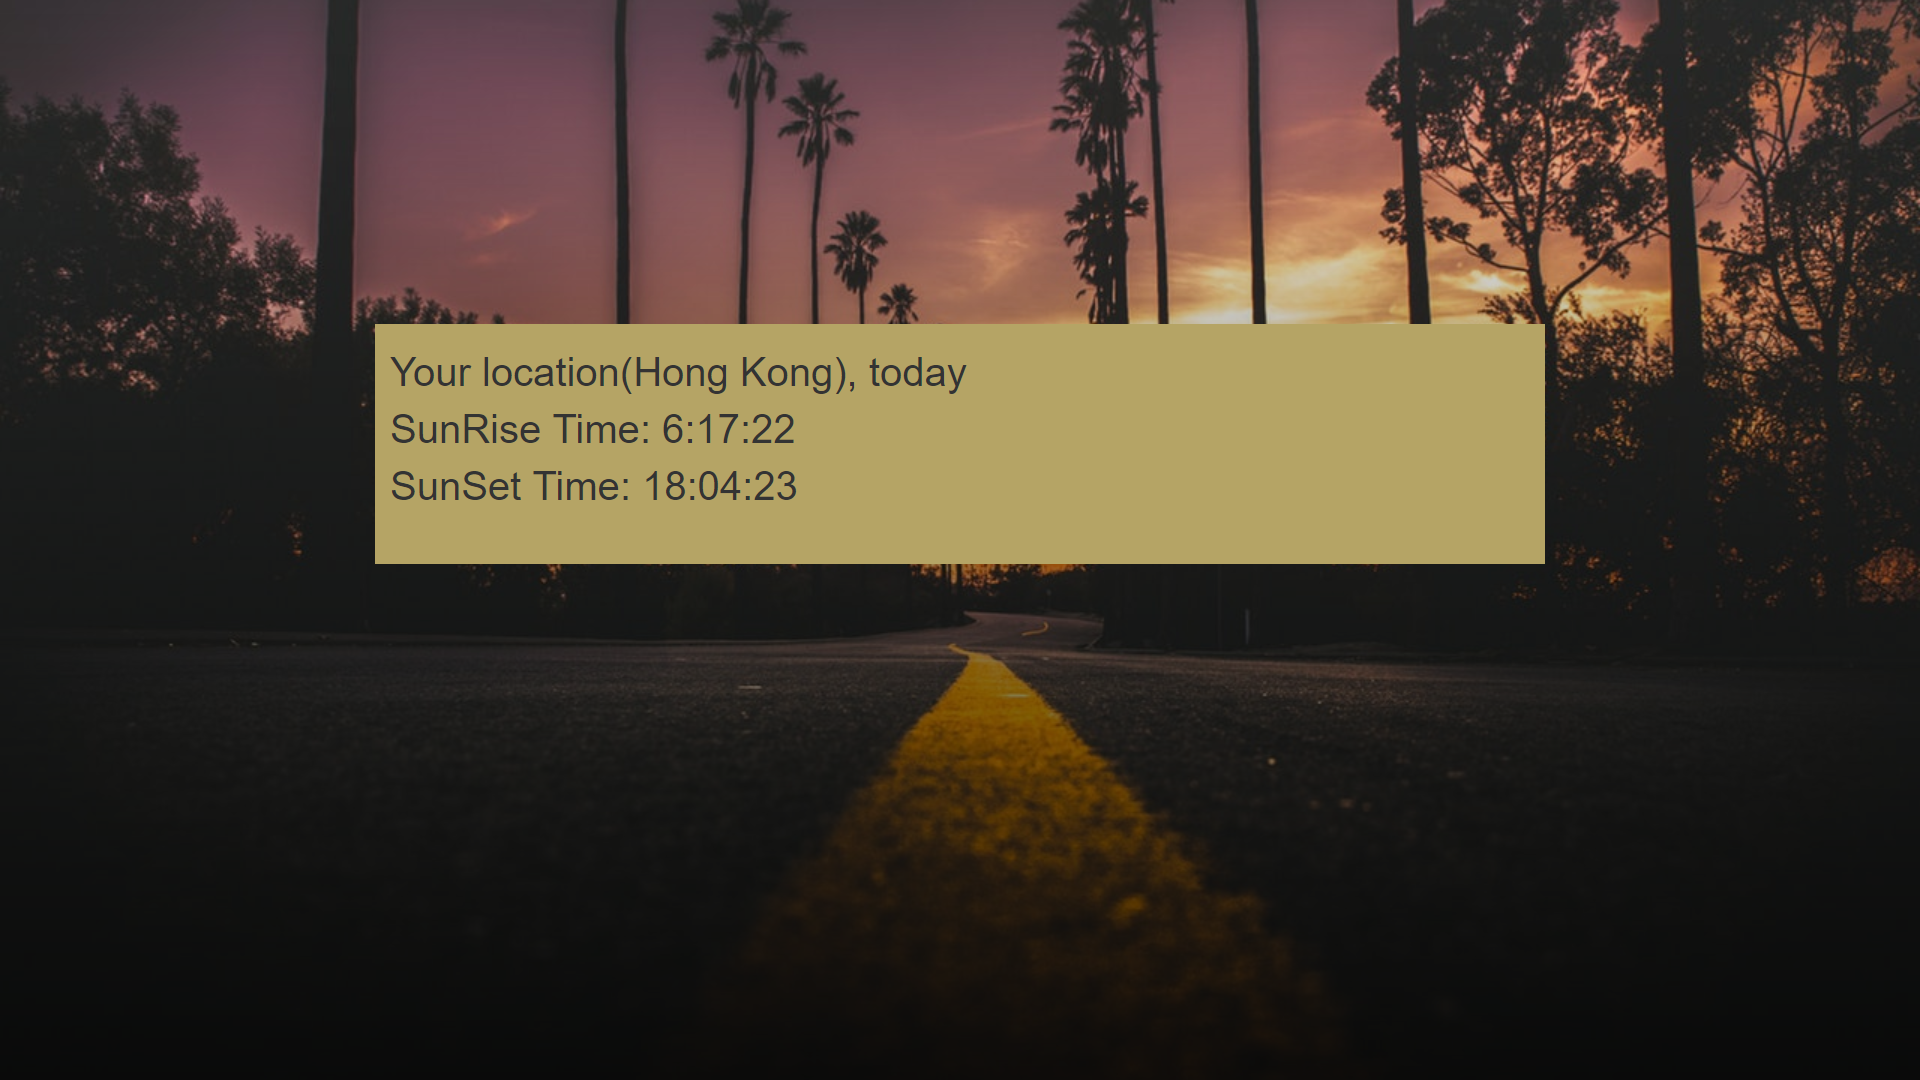 Your location(Hong Kong), today
SunRise Time: 6:17:22
SunSet Time: 18:04:23